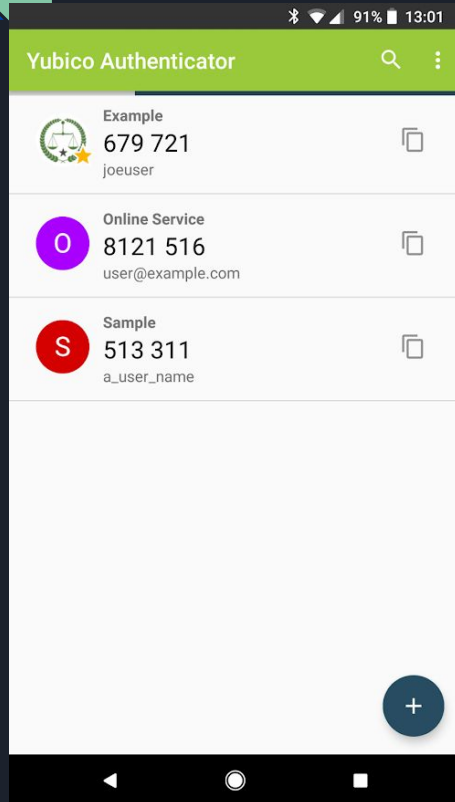 91% 13:01
Yubico Authenticator
Example
679 721
joeuser
Online Service
O
8121 516
user@example.com
Sample
S
513 311
a_user_name
+